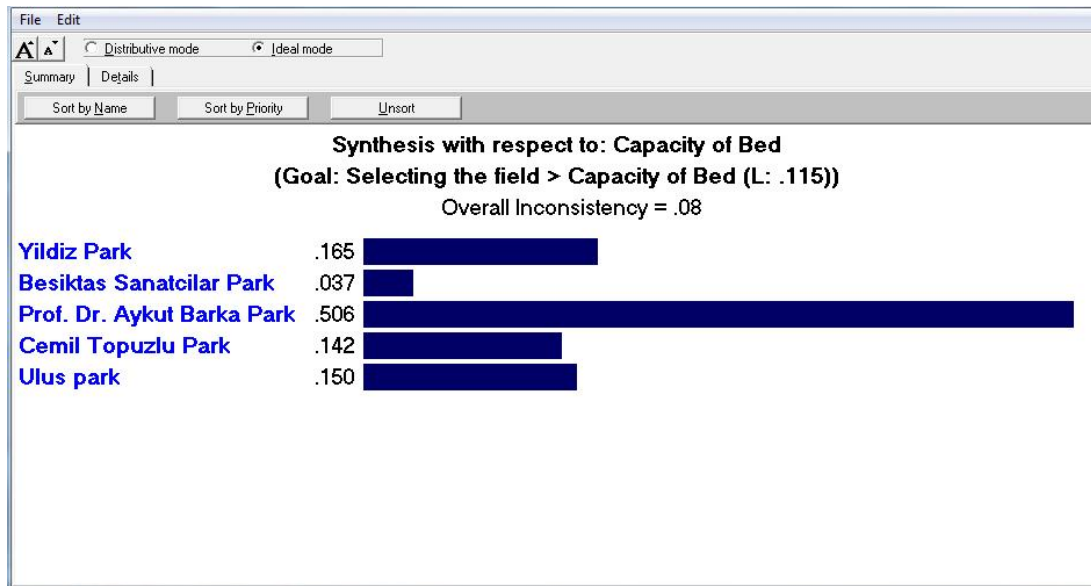 File Edit
A A Distributive mode Ideal mode
Summary Details
Sort by Name Sort by Priority Unsort
Synthesis with respect to: Capacity of Bed
(Goal: Selecting the field > Capacity of Bed (L: .115))
Overall Inconsistency = .08
Yildiz Park .165
Besiktas Sanatcilar Park .037
Prof. Dr. Aykut Barka Park .506
Cemil Topuzlu Park .142
Ulus park .150